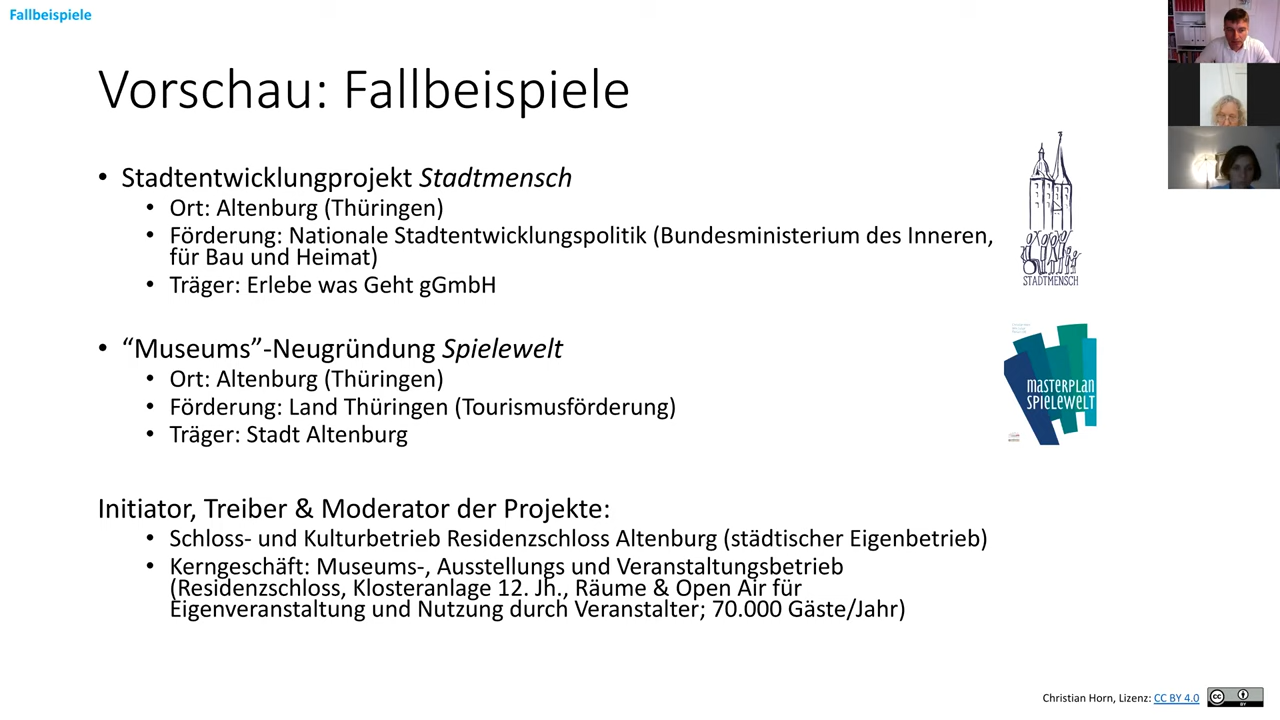 Fallbeispiele
Vorschau: Fallbeispiele
• Stadtentwicklungprojekt Stadtmensch
• Ort: Altenburg (Thüringen)
• Förderung: Nationale Stadtentwicklungspolitik (Bundesministerium des Inneren,
für Bau und Heimat)
• Träger: Erlebe was Geht gGmbH
STADTMENSCH
• “Museums”-Neugründung Spielewelt
• Ort: Altenburg (Thüringen)
• Förderung: Land Thüringen (Tourismusförderung)
• Träger: Stadt Altenburg
MASTERPLAN
SPIELEWELT
Initiator, Treiber & Moderator der Projekte:
• Schloss- und Kulturbetrieb Residenzschloss Altenburg (städtischer Eigenbetrieb)
• Kerngeschäft: Museums-, Ausstellungs und Veranstaltungsbetrieb
(Residenzschloss, Klosteranlage 12. Jh., Räume & Open Air für
Eigenveranstaltung und Nutzung durch Veranstalter; 70.000 Gäste/Jahr)
Christian Horn, Lizenz: CC BY 4.0
cc BY